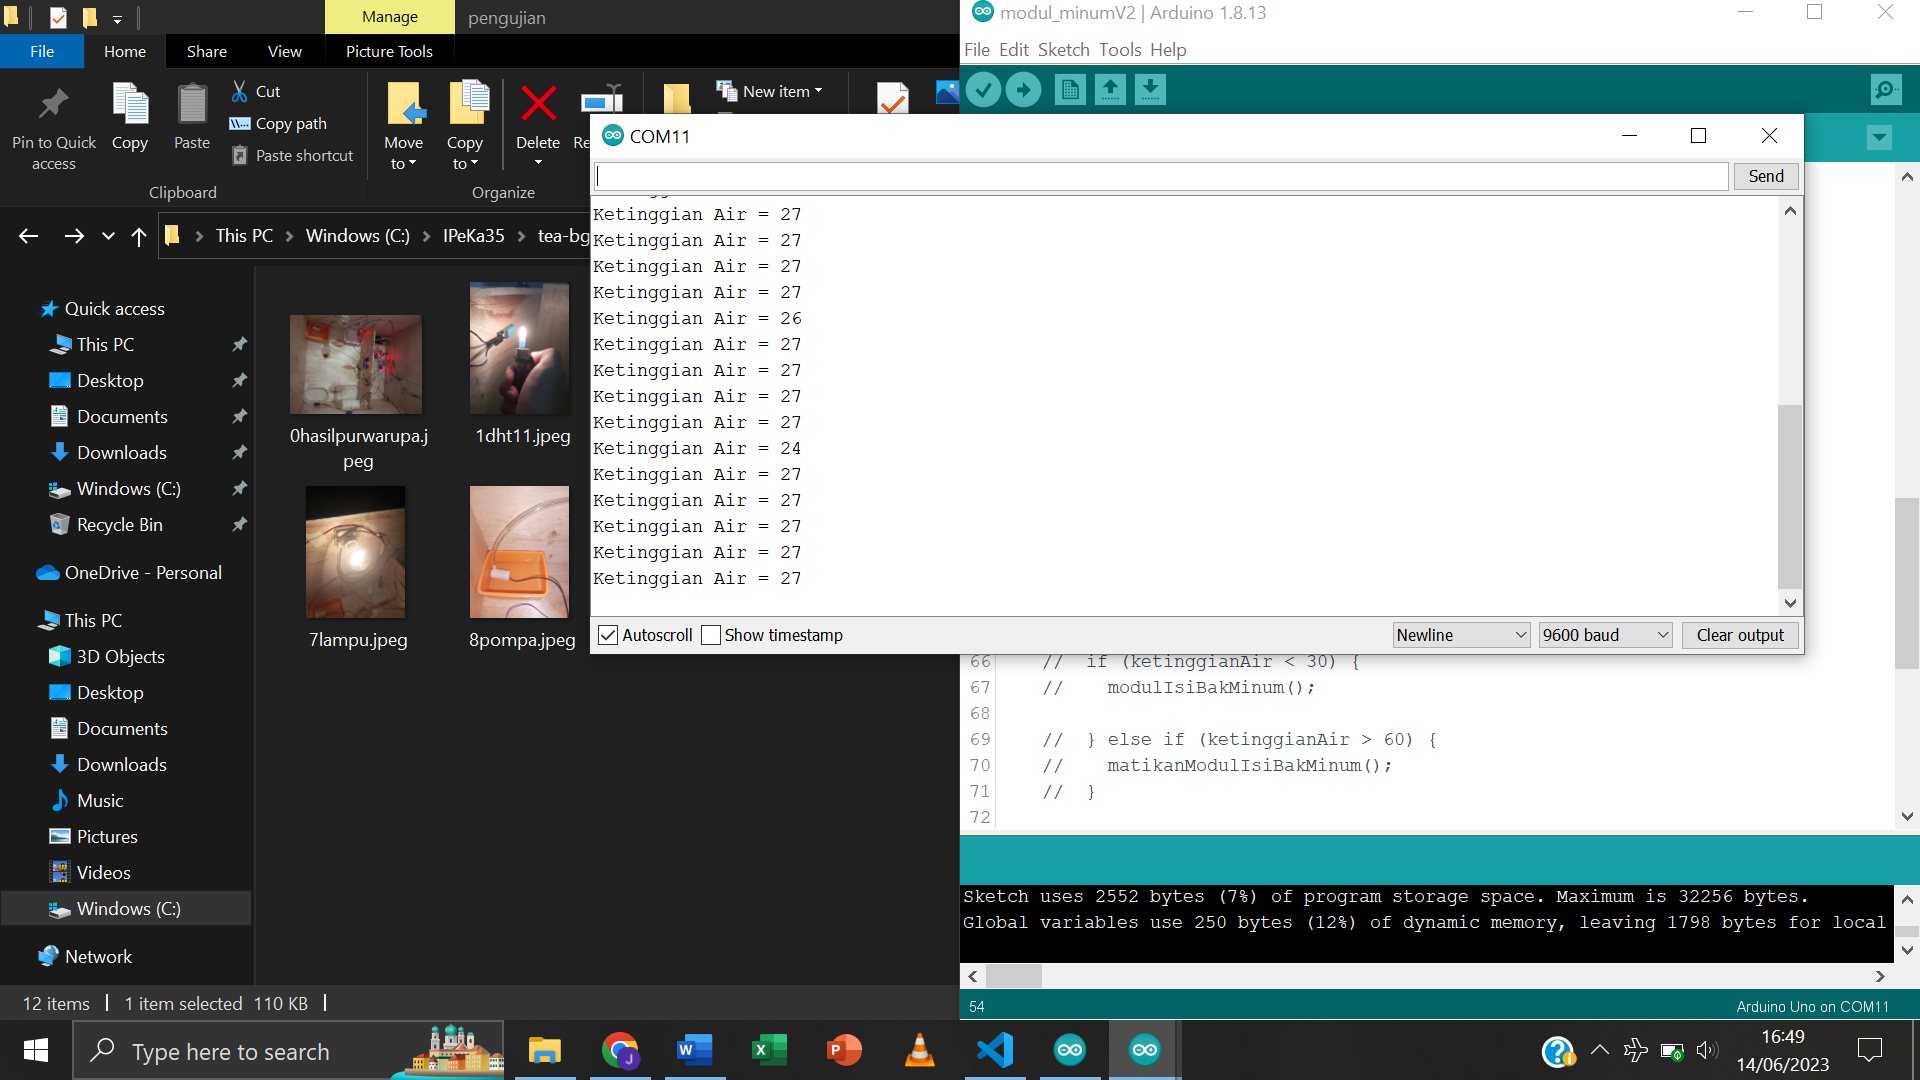 Manage
pengujian
File
Home
Share
View
Picture Tools
Pin to Quick access
Copy
Paste
Cut
Copy path
Paste shortcut
Clipboard
Move to
Copy to
Delete
Re
Organize
New item
This PC
Windows (C:)
IPeKa35
tea-bg
Quick access
This PC
Desktop
Documents
Downloads
Windows (C:)
Recycle Bin
OneDrive - Personal
This PC
3D Objects
Desktop
Documents
Downloads
Music
Pictures
Videos
Windows (C:)
Network
0hasilpurwarupa.j
peg
1dht11.jpeg
7lampu.jpeg
8pompa.jpeg
12 items
1 item selected 110 KB
modul_minumV2 | Arduino 1.8.13
File Edit Sketch Tools Help
COM11
Send
Ketinggian Air = 27
Ketinggian Air = 27
Ketinggian Air = 27
Ketinggian Air = 27
Ketinggian Air = 26
Ketinggian Air = 27
Ketinggian Air = 27
Ketinggian Air = 27
Ketinggian Air = 27
Ketinggian Air = 24
Ketinggian Air = 27
Ketinggian Air = 27
Ketinggian Air = 27
Ketinggian Air = 27
Ketinggian Air = 27
Autoscroll
Show timestamp
Newline
9600 baud
Clear output
66 // if (ketinggianAir < 30) {
67 // modulIsiBakMinum();
68
69 // } else if (ketinggianAir > 60) {
70 // matikanModulIsiBakMinum();
71 // }
72
Sketch uses 2552 bytes (7%) of program storage space. Maximum is 32256 bytes.
Global variables use 250 bytes (12%) of dynamic memory, leaving 1798 bytes for local
54
Arduino Uno on COM11
Type here to search
16:49
14/06/2023